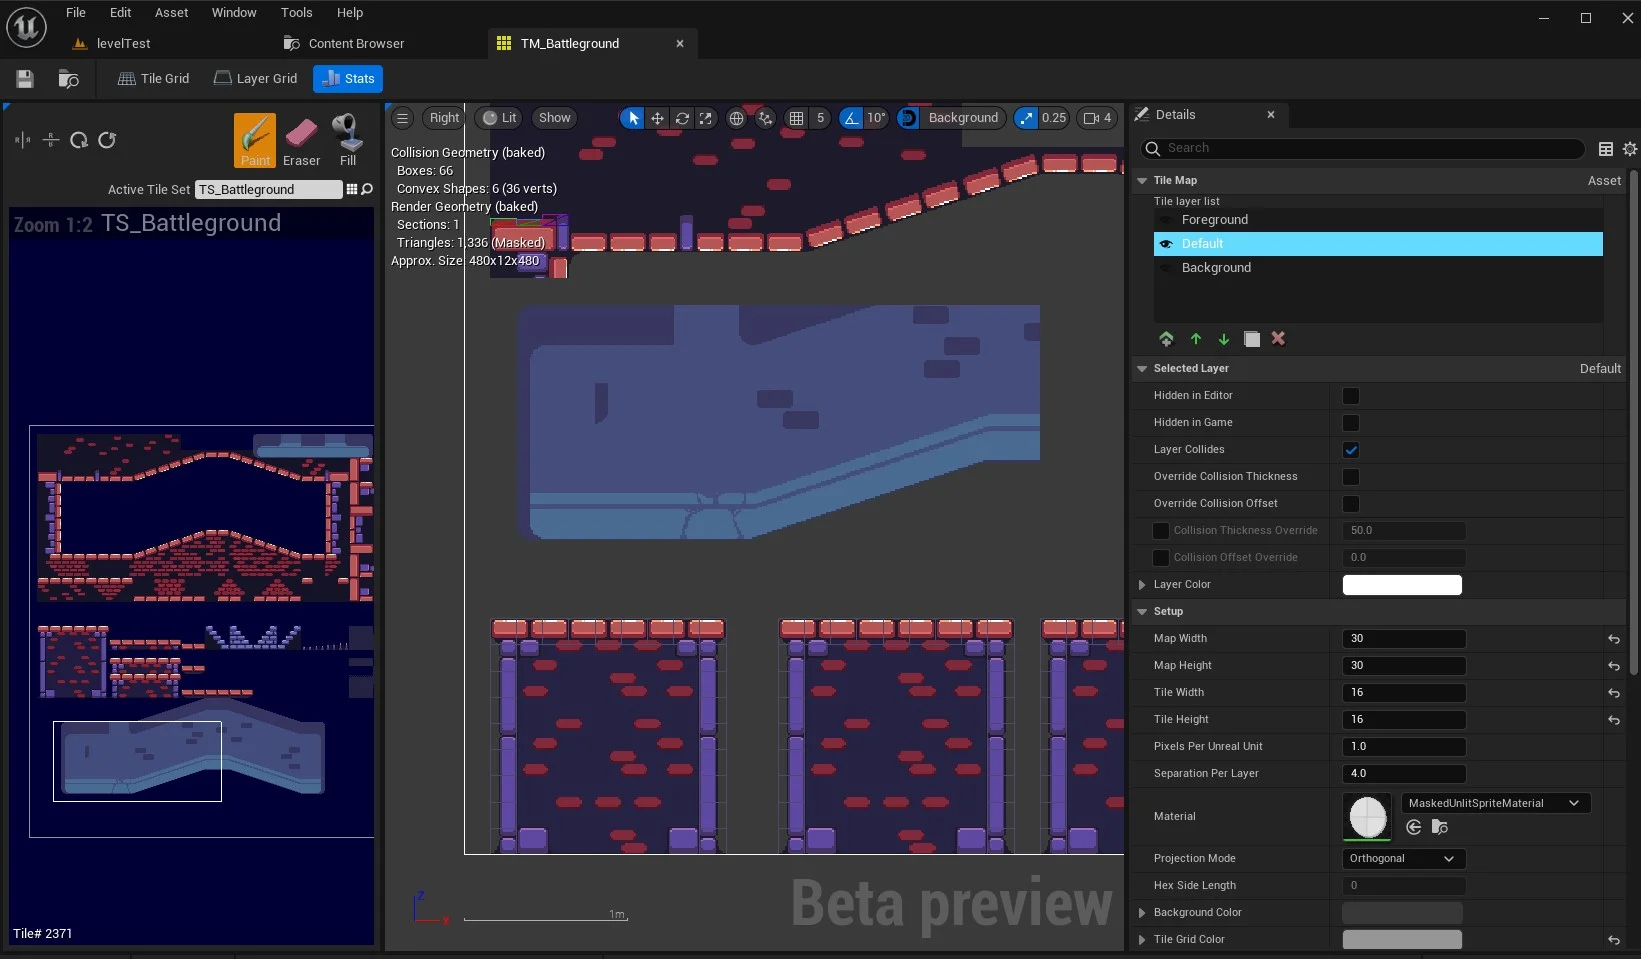 File Edit Asset Window Tools Help
levelTest Content Browser TM_Battleground
Tile Grid Layer Grid Stats
Paint Eraser Fill
Active Tile Set TS_Battleground
Zoom 1:2 TS_Battleground
Tile# 2371
Right Lit Show 5 10° Background 0.25 4
Collision Geometry (baked)
Boxes: 66
Convex Shapes: 6 (36 verts)
Render Geometry (baked)
Sections: 1
Triangles: 1,336 (Masked)
Approx. Size: 480x12x480
Z
X
1m
Beta preview
Details
Search
Tile Map Asset
Tile layer list
Foreground
Default
Background
Selected Layer Default
Hidden in Editor
Hidden in Game
Layer Collides
Override Collision Thickness
Override Collision Offset
Collision Thickness Override 50.0
Collision Offset Override 0.0
Layer Color
Setup
Map Width 30
Map Height 30
Tile Width 16
Tile Height 16
Pixels Per Unreal Unit 1.0
Separation Per Layer 4.0
Material MaskedUnlitSpriteMaterial
Projection Mode Orthogonal
Hex Side Length 0
Background Color
Tile Grid Color